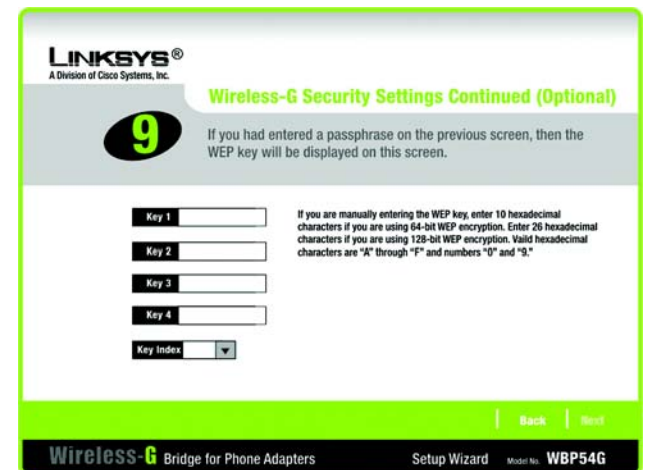 LINKSYS®
A Division of Cisco Systems, Inc.
Wireless-G Security Settings Continued (Optional)
9
If you had entered a passphrase on the previous screen, then the
WEP key will be displayed on this screen.
Key 1
Key 2
Key 3
Key 4
Key Index
If you are manually entering the WEP key, enter 10 hexadecimal
characters if you are using 64-bit WEP encryption. Enter 26 hexadecimal
characters if you are using 128-bit WEP encryption. Vaild hexadecimal
characters are “A” through “F” and numbers “0” and “9.”
Back
Next
Wireless-G Bridge for Phone Adapters
Setup Wizard
Model No. WBP54G